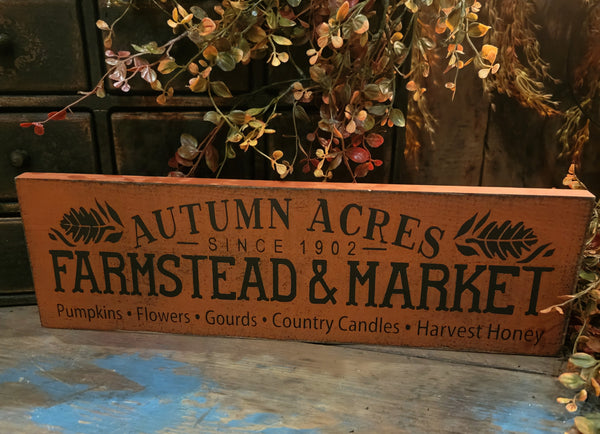 AUTUMN ACRES
SINCE 1902
FARMSTEAD & MARKET
Pumpkins • Flowers • Gourds • Country Candles • Harvest Honey